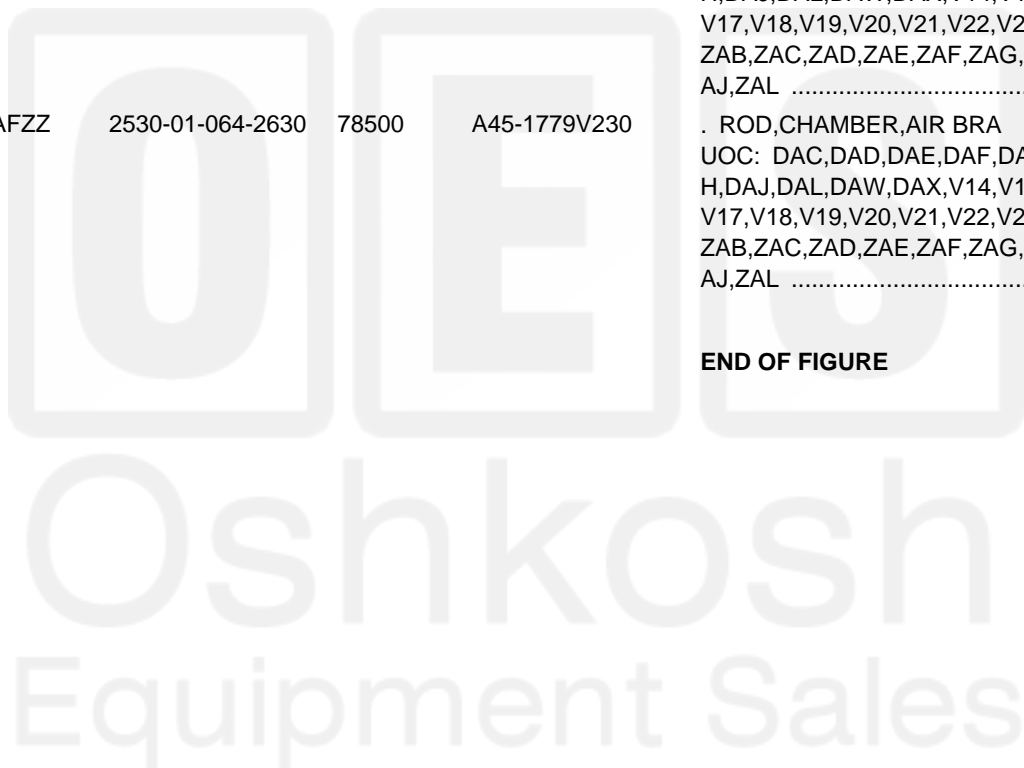 V17,V18,V19,V20,V21,V22,V2
ZAB,ZAC,ZAD,ZAE,ZAF,ZAG,
AJ,ZAL ...................................
AFZZ 2530-01-064-2630 78500 A45-1779V230 . ROD,CHAMBER,AIR BRA
UOC: DAC,DAD,DAE,DAF,DA
H,DAJ,DAL,DAW,DAX,V14,V1
V17,V18,V19,V20,V21,V22,V2
ZAB,ZAC,ZAD,ZAE,ZAF,ZAG,
AJ,ZAL ...................................
END OF FIGURE
OES
Oshkosh
Equipment Sales